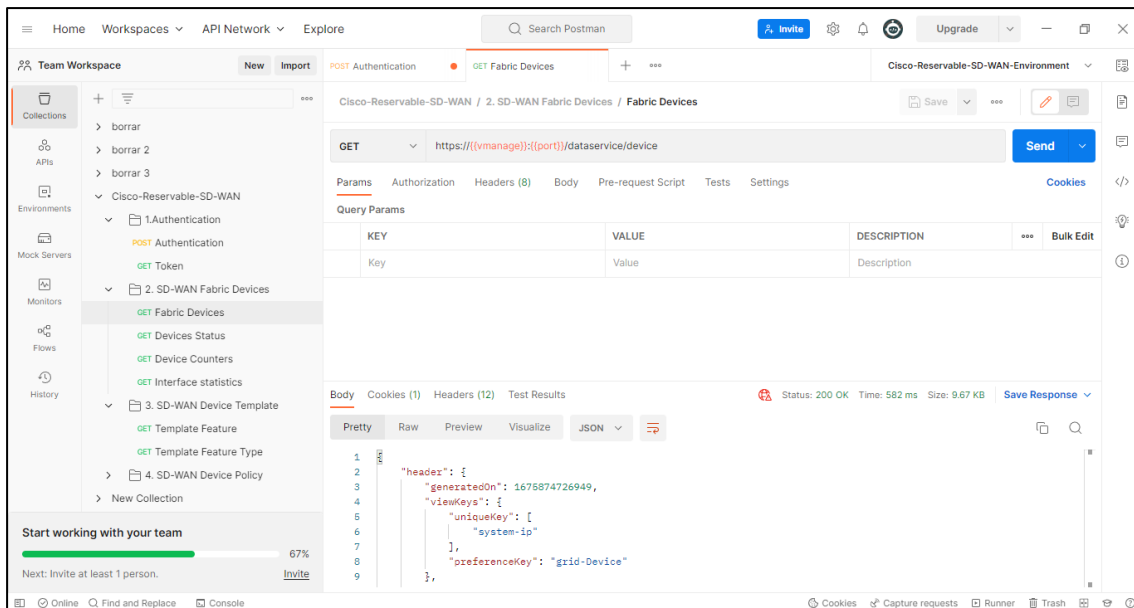 Home Workspaces API Network Explore Search Postman Invite Upgrade
Team Workspace New Import POST Authentication GET Fabric Devices Cisco-Reservable-SD-WAN-Environment
Collections
APIs
Environments
Mock Servers
Monitors
Flows
History
borrar
borrar 2
borrar 3
Cisco-Reservable-SD-WAN
1.Authentication
POST Authentication
GET Token
2. SD-WAN Fabric Devices
GET Fabric Devices
GET Devices Status
GET Device Counters
GET Interface statistics
3. SD-WAN Device Template
GET Template Feature
GET Template Feature Type
4. SD-WAN Device Policy
New Collection
Start working with your team
67%
Next: Invite at least 1 person. Invite
Cisco-Reservable-SD-WAN / 2. SD-WAN Fabric Devices / Fabric Devices Save
GET https://{{vmanage}}:{{port}}/dataservice/device Send
Params Authorization Headers (8) Body Pre-request Script Tests Settings Cookies
Query Params
KEY VALUE DESCRIPTION Bulk Edit
Key Value Description
Body Cookies (1) Headers (12) Test Results Status: 200 OK Time: 582 ms Size: 9.67 KB Save Response
Pretty Raw Preview Visualize JSON
1 {
2 "header": {
3 "generatedOn": 1675874726949,
4 "viewKeys": {
5 "uniqueKey": [
6 "system-ip"
7 ],
8 "preferenceKey": "grid-Device"
9 },
Online Find and Replace Console Cookies Capture requests Runner Trash